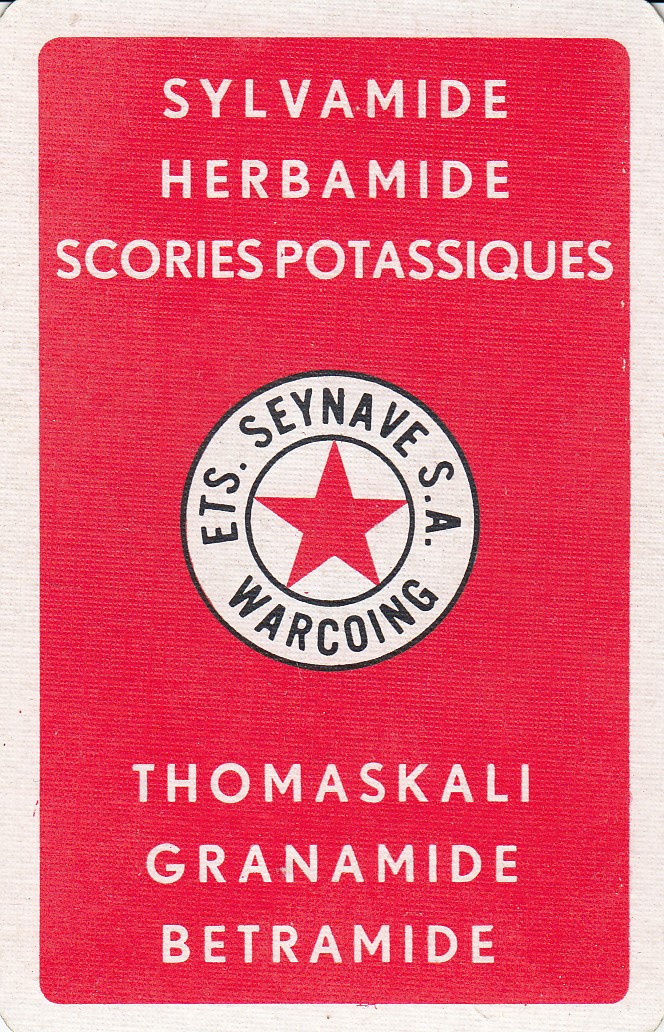 SYLVAMIDE
HERBAMIDE
SCORIES POTASSIQUES
ETS. SEYNAVE S.A.
WARCOING
THOMASKALI
GRANAMIDE
BETRAMIDE